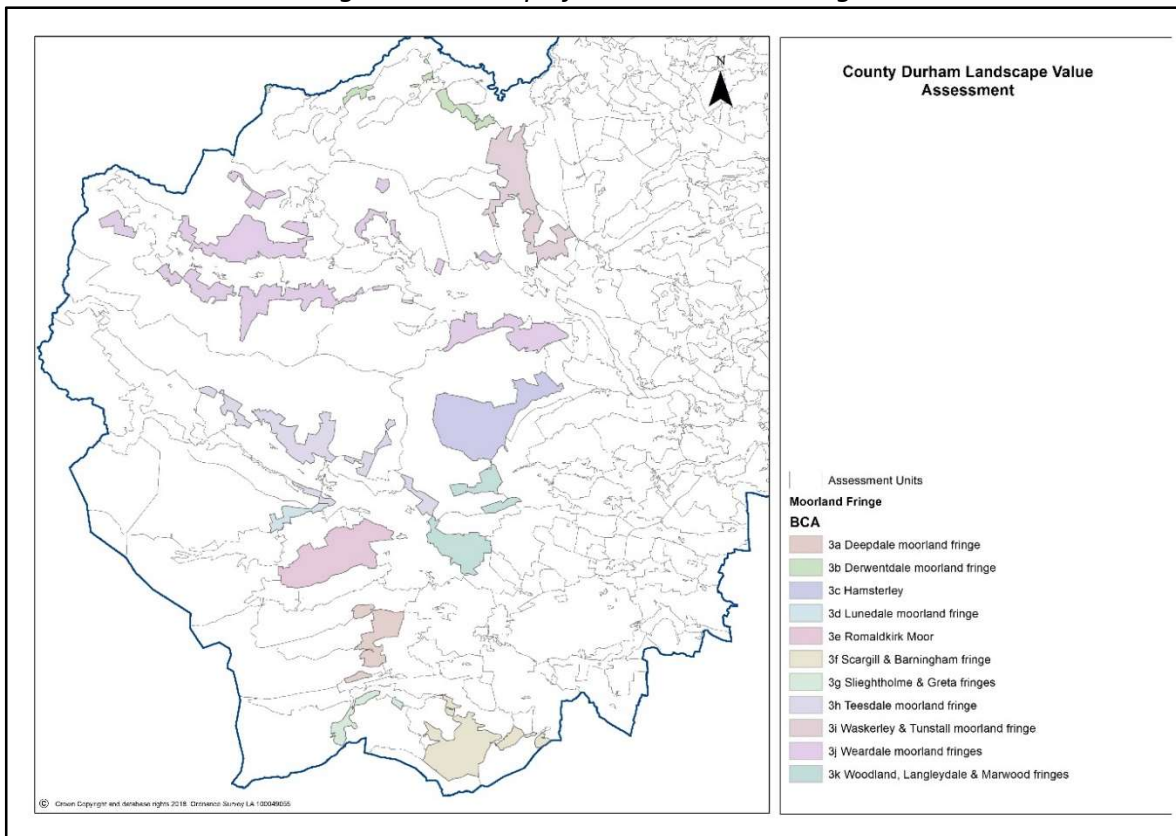 N
County Durham Landscape Value
Assessment
Assessment Units
Moorland Fringe
BCA
3a Deepdale moorland fringe
3b Derwentdale moorland fringe
3c Hamsterley
3d Lunedale moorland fringe
3e Romaldkirk Moor
3f Scargill & Barningham fringe
3g Slieghtholme & Greta fringes
3h Teesdale moorland fringe
3i Waskerley & Tunstall moorland fringe
3j Weardale moorland fringes
3k Woodland, Langleydale & Marwood fringes
© Crown Copyright and database rights 2018. Ordnance Survey LA 100049055